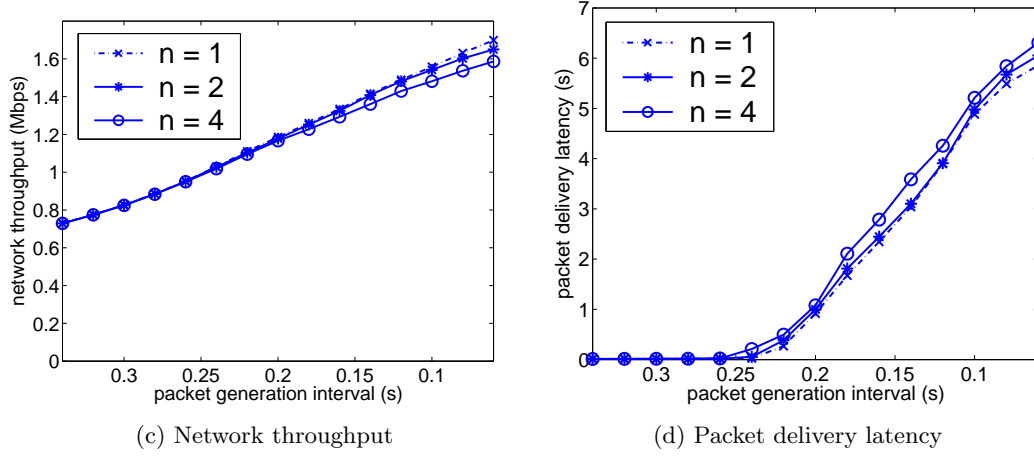 network throughput (Mbps)
1.6
1.4
1.2
1
0.8
0.6
0.4
0.2
0
n = 1
n = 2
n = 4
0.3
0.25
0.2
0.15
0.1
packet generation interval (s)
(c) Network throughput
packet delivery latency (s)
7
6
5
4
3
2
1
0
n = 1
n = 2
n = 4
0.3
0.25
0.2
0.15
0.1
packet generation interval (s)
(d) Packet delivery latency